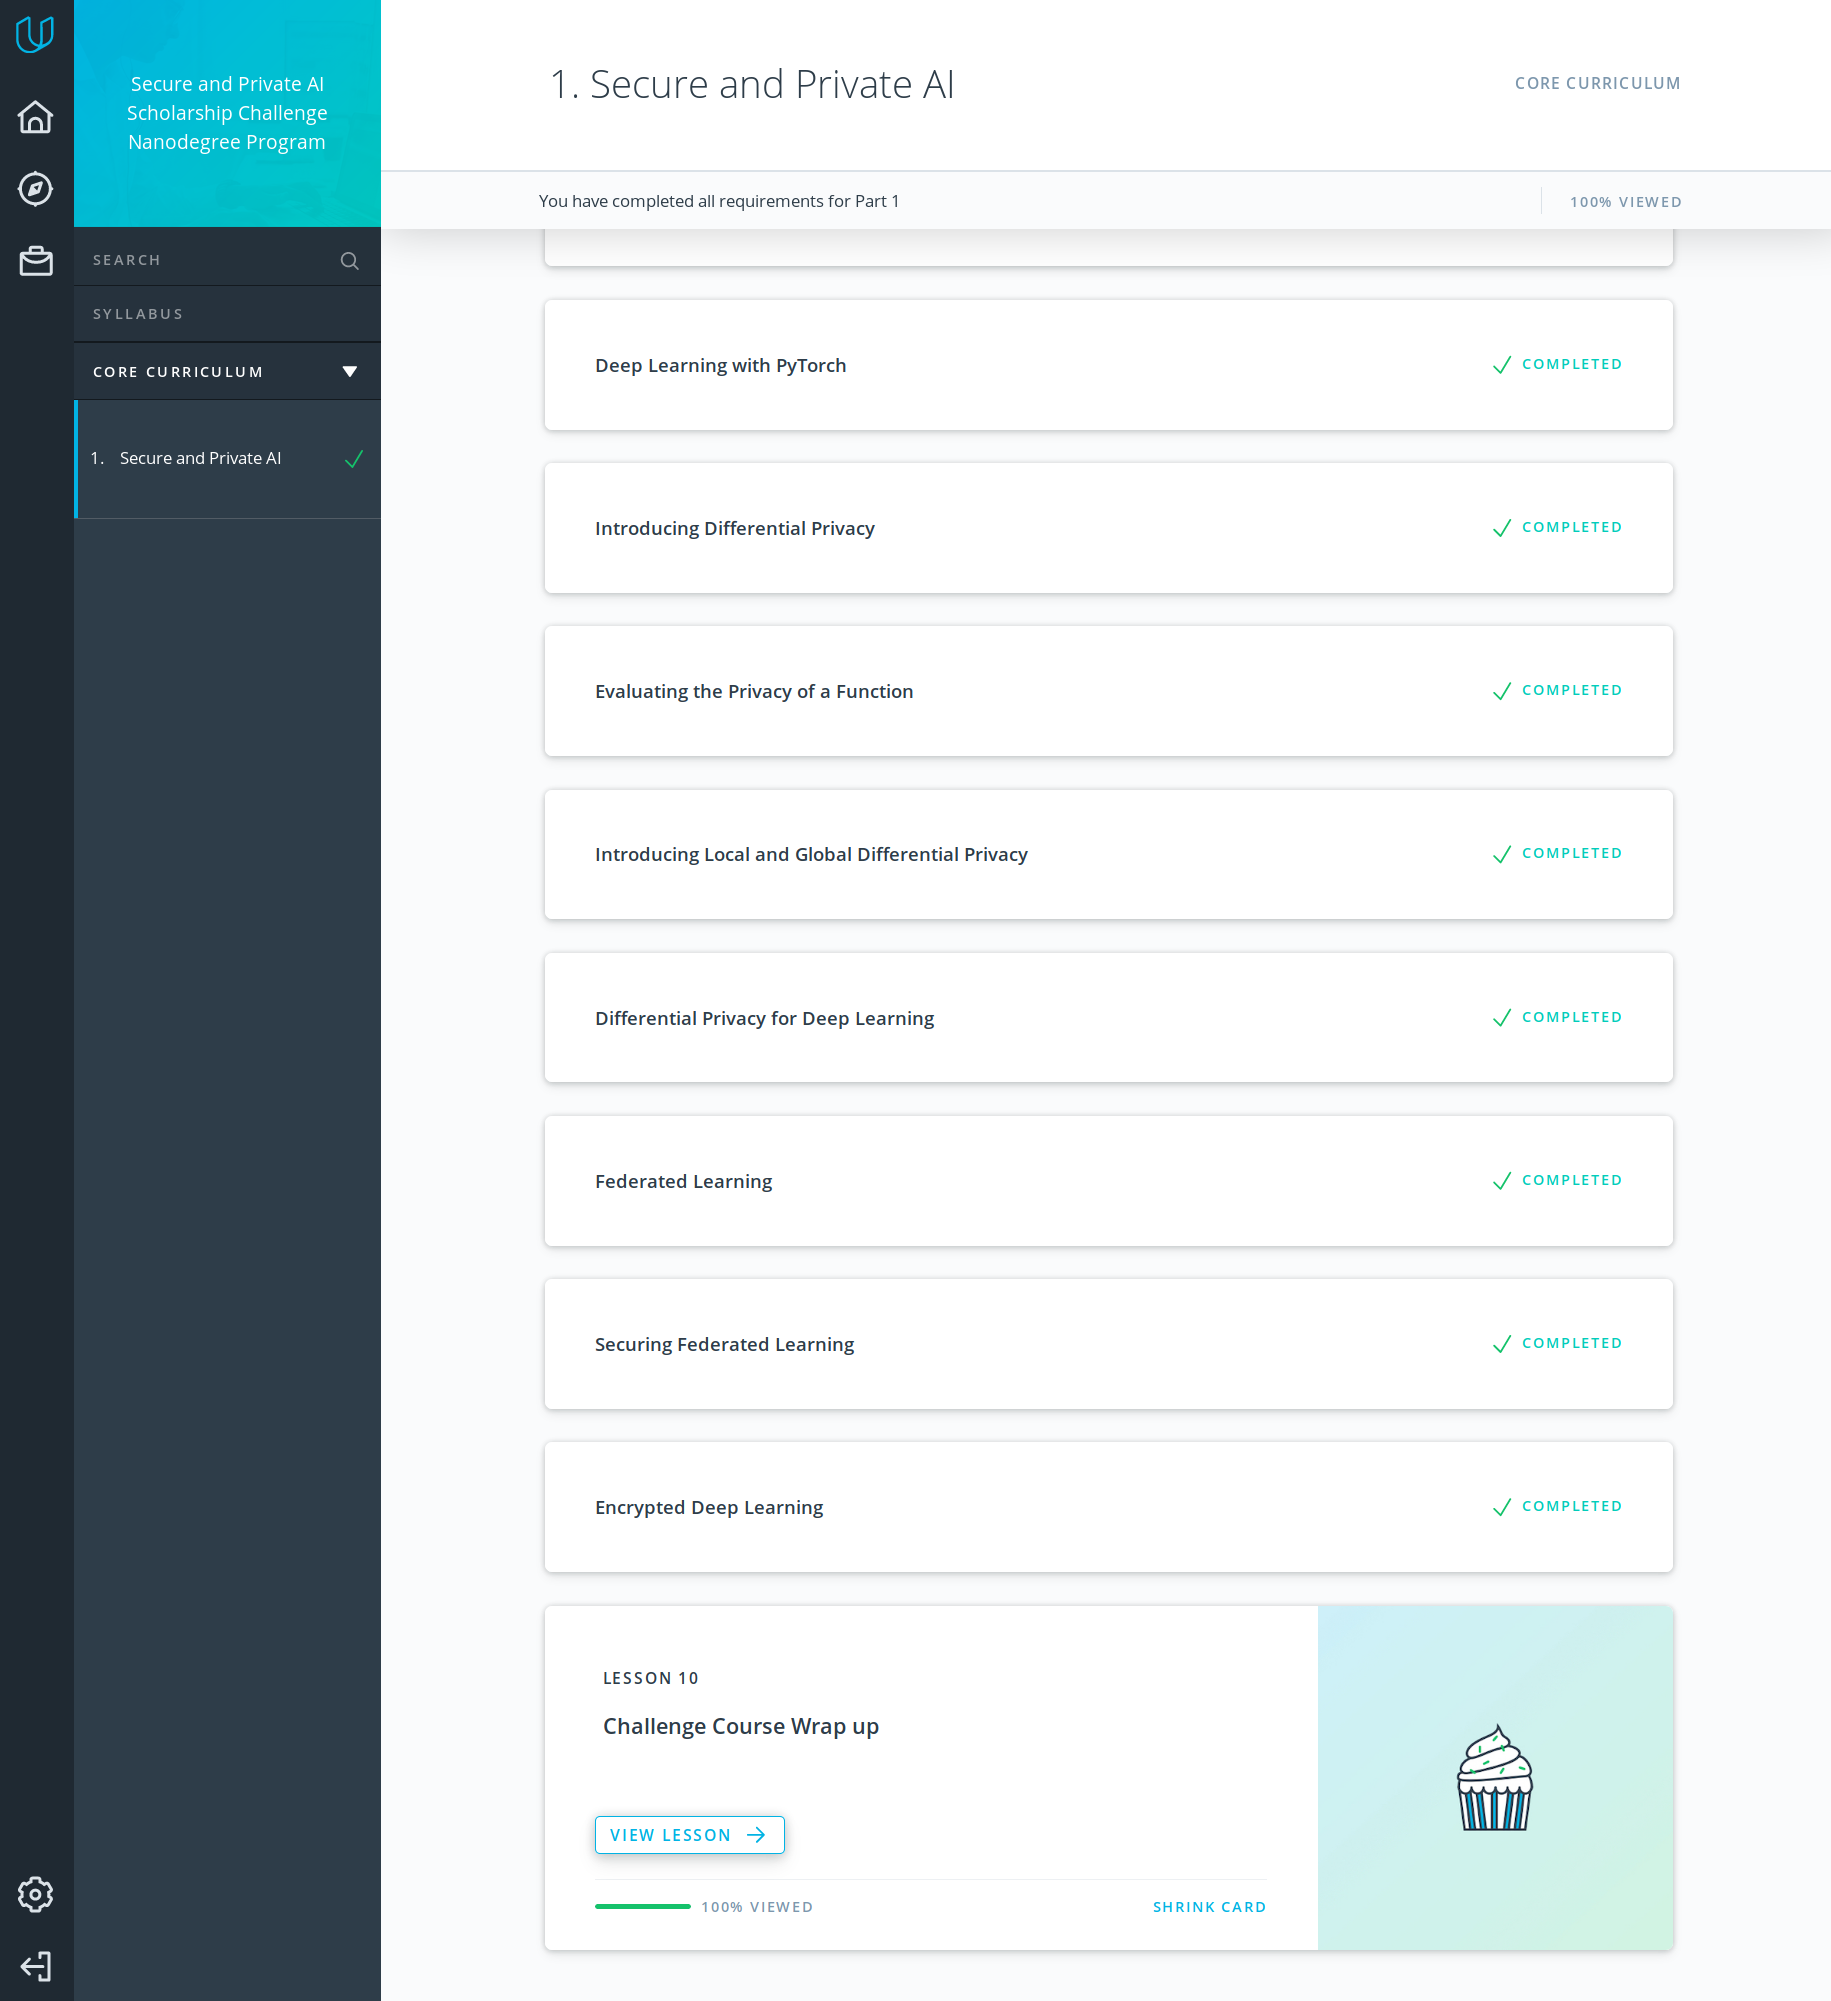 Secure and Private AI
Scholarship Challenge
Nanodegree Program
SEARCH
SYLLABUS
CORE CURRICULUM
1. Secure and Private AI
1. Secure and Private AI
CORE CURRICULUM
You have completed all requirements for Part 1
100% VIEWED
Deep Learning with PyTorch
COMPLETED
Introducing Differential Privacy
COMPLETED
Evaluating the Privacy of a Function
COMPLETED
Introducing Local and Global Differential Privacy
COMPLETED
Differential Privacy for Deep Learning
COMPLETED
Federated Learning
COMPLETED
Securing Federated Learning
COMPLETED
Encrypted Deep Learning
COMPLETED
LESSON 10
Challenge Course Wrap up
VIEW LESSON
100% VIEWED
SHRINK CARD